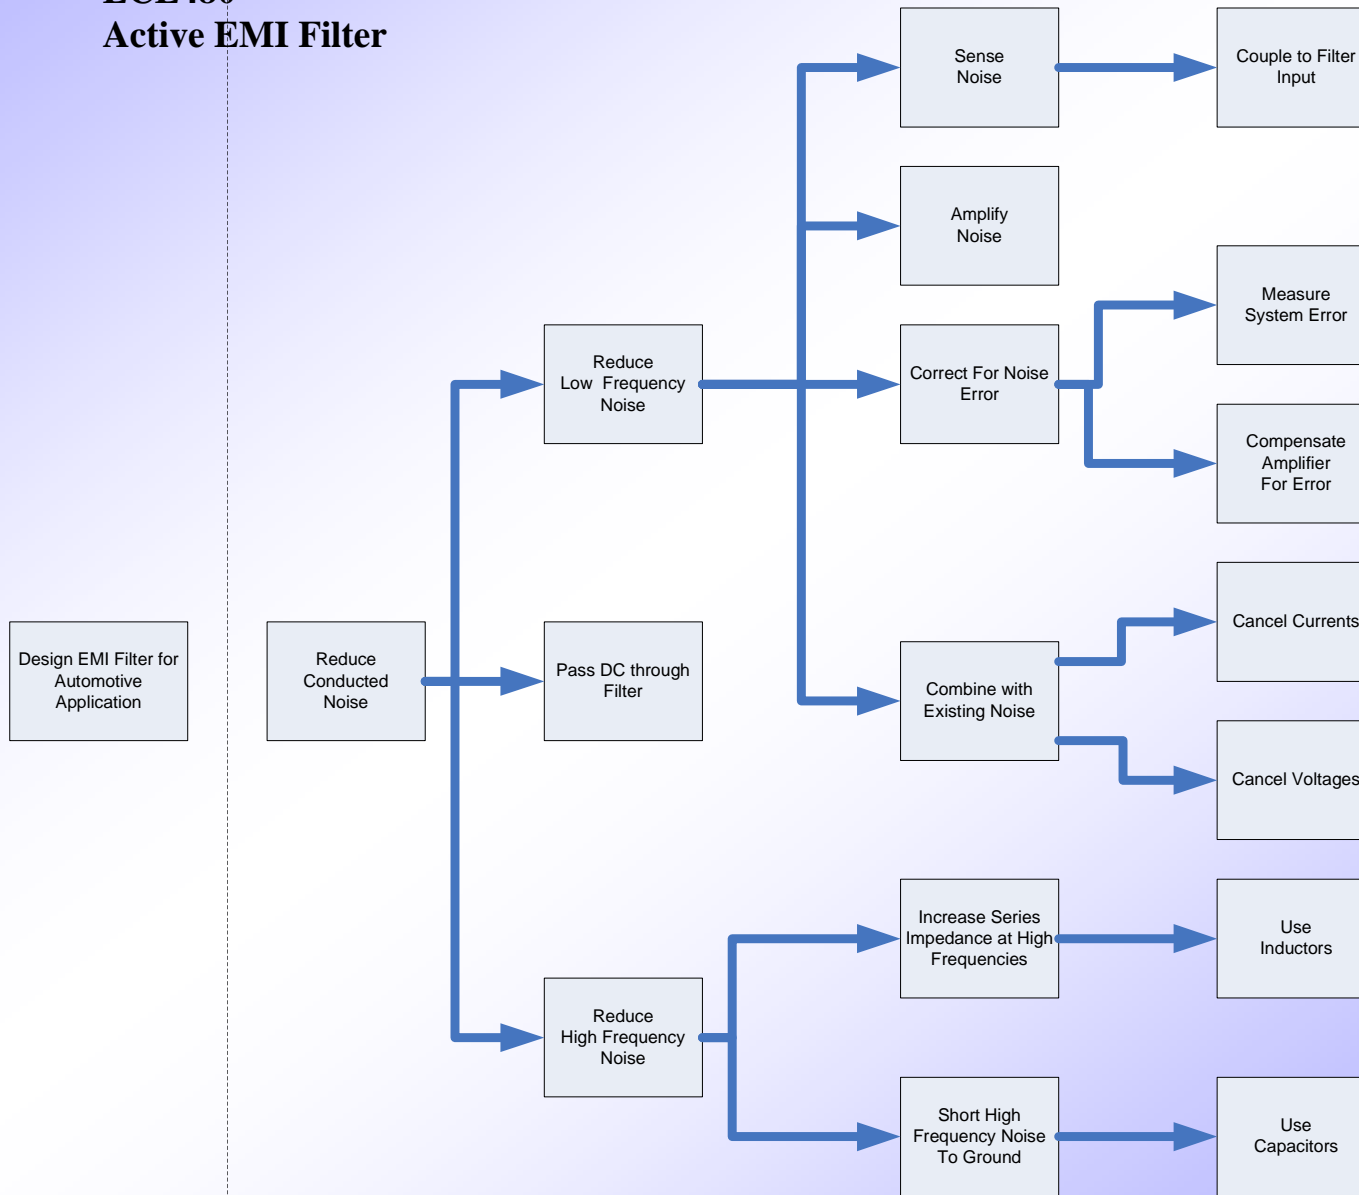 Active EMI Filter
Sense
Noise
Couple to Filter
Input
Amplify
Noise
Measure
System Error
Reduce
Low Frequency
Noise
Correct For Noise
Error
Compensate
Amplifier
For Error
Cancel Currents
Design EMI Filter for
Automotive
Application
Reduce
Conducted
Noise
Pass DC through
Filter
Combine with
Existing Noise
Cancel Voltages
Increase Series
Impedance at High
Frequencies
Use
Inductors
Reduce
High Frequency
Noise
Short High
Frequency Noise
To Ground
Use
Capacitors